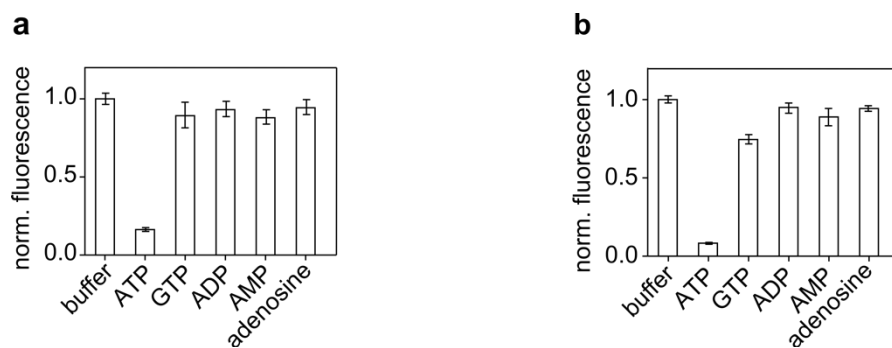 a
norm. fluorescence
1.0
0.5
0.0
buffer
ATP
GTP
ADP
AMP
adenosine
b
norm. fluorescence
1.0
0.5
0.0
buffer
ATP
GTP
ADP
AMP
adenosine